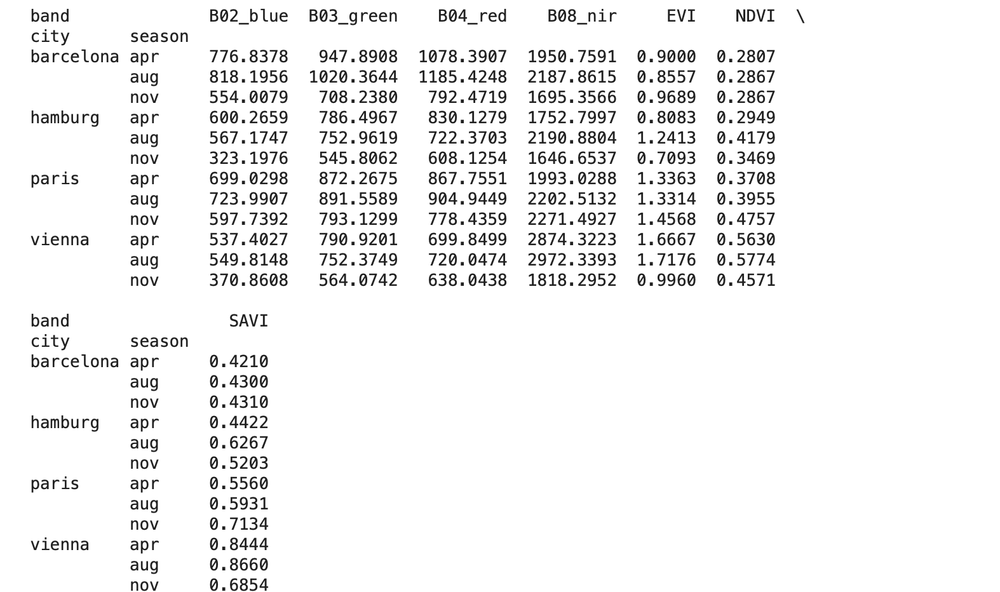 band                B02_blue  B03_green    B04_red    B08_nir     EVI    NDVI  \
city      season
barcelona apr       776.8378   947.8908  1078.3907  1950.7591  0.9000  0.2807
          aug       818.1956  1020.3644  1185.4248  2187.8615  0.8557  0.2867
          nov       554.0079   708.2380   792.4719  1695.3566  0.9689  0.2867
hamburg   apr       600.2659   786.4967   830.1279  1752.7997  0.8083  0.2949
          aug       567.1747   752.9619   722.3703  2190.8804  1.2413  0.4179
          nov       323.1976   545.8062   608.1254  1646.6537  0.7093  0.3469
paris     apr       699.0298   872.2675   867.7551  1993.0288  1.3363  0.3708
          aug       723.9907   891.5589   904.9449  2202.5132  1.3314  0.3955
          nov       597.7392   793.1299   778.4359  2271.4927  1.4568  0.4757
vienna    apr       537.4027   790.9201   699.8499  2874.3223  1.6667  0.5630
          aug       549.8148   752.3749   720.0474  2972.3393  1.7176  0.5774
          nov       370.8608   564.0742   638.0438  1818.2952  0.9960  0.4571
band                  SAVI
city      season
barcelona apr       0.4210
          aug       0.4300
          nov       0.4310
hamburg   apr       0.4422
          aug       0.6267
          nov       0.5203
paris     apr       0.5560
          aug       0.5931
          nov       0.7134
vienna    apr       0.8444
          aug       0.8660
          nov       0.6854